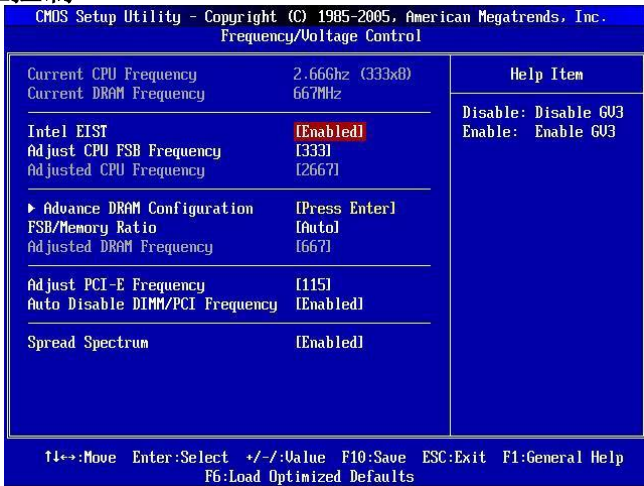 CMOS Setup Utility - Copyright (C) 1985-2005, American Megatrends, Inc.
Frequency/Voltage Control
Current CPU Frequency 2.66Ghz (333x8)
Current DRAM Frequency 667MHz
Intel EIST [Enabled]
Adjust CPU FSB Frequency [333]
Adjusted CPU Frequency [2667]
▶ Advance DRAM Configuration [Press Enter]
FSB/Memory Ratio [Auto]
Adjusted DRAM Frequency [667]
Adjust PCI-E Frequency [115]
Auto Disable DIMM/PCI Frequency [Enabled]
Spread Spectrum [Enabled]
Help Item
Disable: Disable GV3
Enable: Enable GV3
↑↓↔:Move Enter:Select +/-/:Value F10:Save ESC:Exit F1:General Help
F6:Load Optimized Defaults